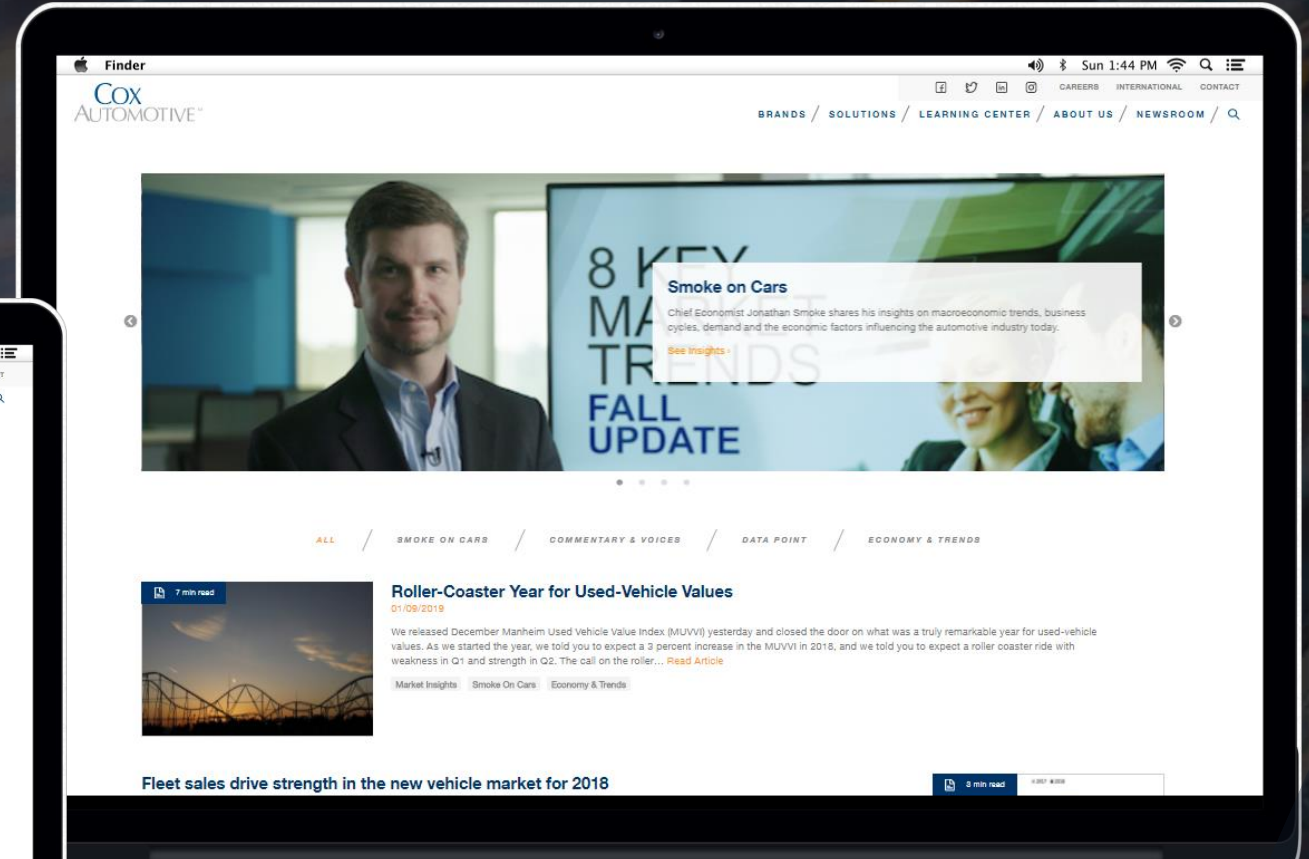 Finder
Sun 1:44 PM
COX
AUTOMOTIVE™
CAREERS INTERNATIONAL CONTACT
BRANDS / SOLUTIONS / LEARNING CENTER / ABOUT US / NEWSROOM /
8 KEY
MA
TRENDS
FALL
UPDATE
Smoke on Cars
Chief Economist Jonathan Smoke shares his insights on macroeconomic trends, business
cycles, demand and the economic factors influencing the automotive industry today.
See Insights ›
ALL / SMOKE ON CARS / COMMENTARY & VOICES / DATA POINT / ECONOMY & TRENDS
7 min read
Roller-Coaster Year for Used-Vehicle Values
01/09/2019
We released December Manheim Used Vehicle Value Index (MUVVI) yesterday and closed the door on what was a truly remarkable year for used-vehicle
values. As we started the year, we told you to expect a 3 percent increase in the MUVVI in 2018, and we told you to expect a roller coaster ride with
weakness in Q1 and strength in Q2. The call on the roller... Read Article
Market Insights Smoke On Cars Economy & Trends
Fleet sales drive strength in the new vehicle market for 2018
3 min read
2017 2018